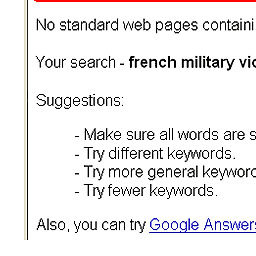 No standard web pages containi
Your search - french military vic
Suggestions:
- Make sure all words are s
- Try different keywords.
- Try more general keyword
- Try fewer keywords.
Also, you can try Google Answers